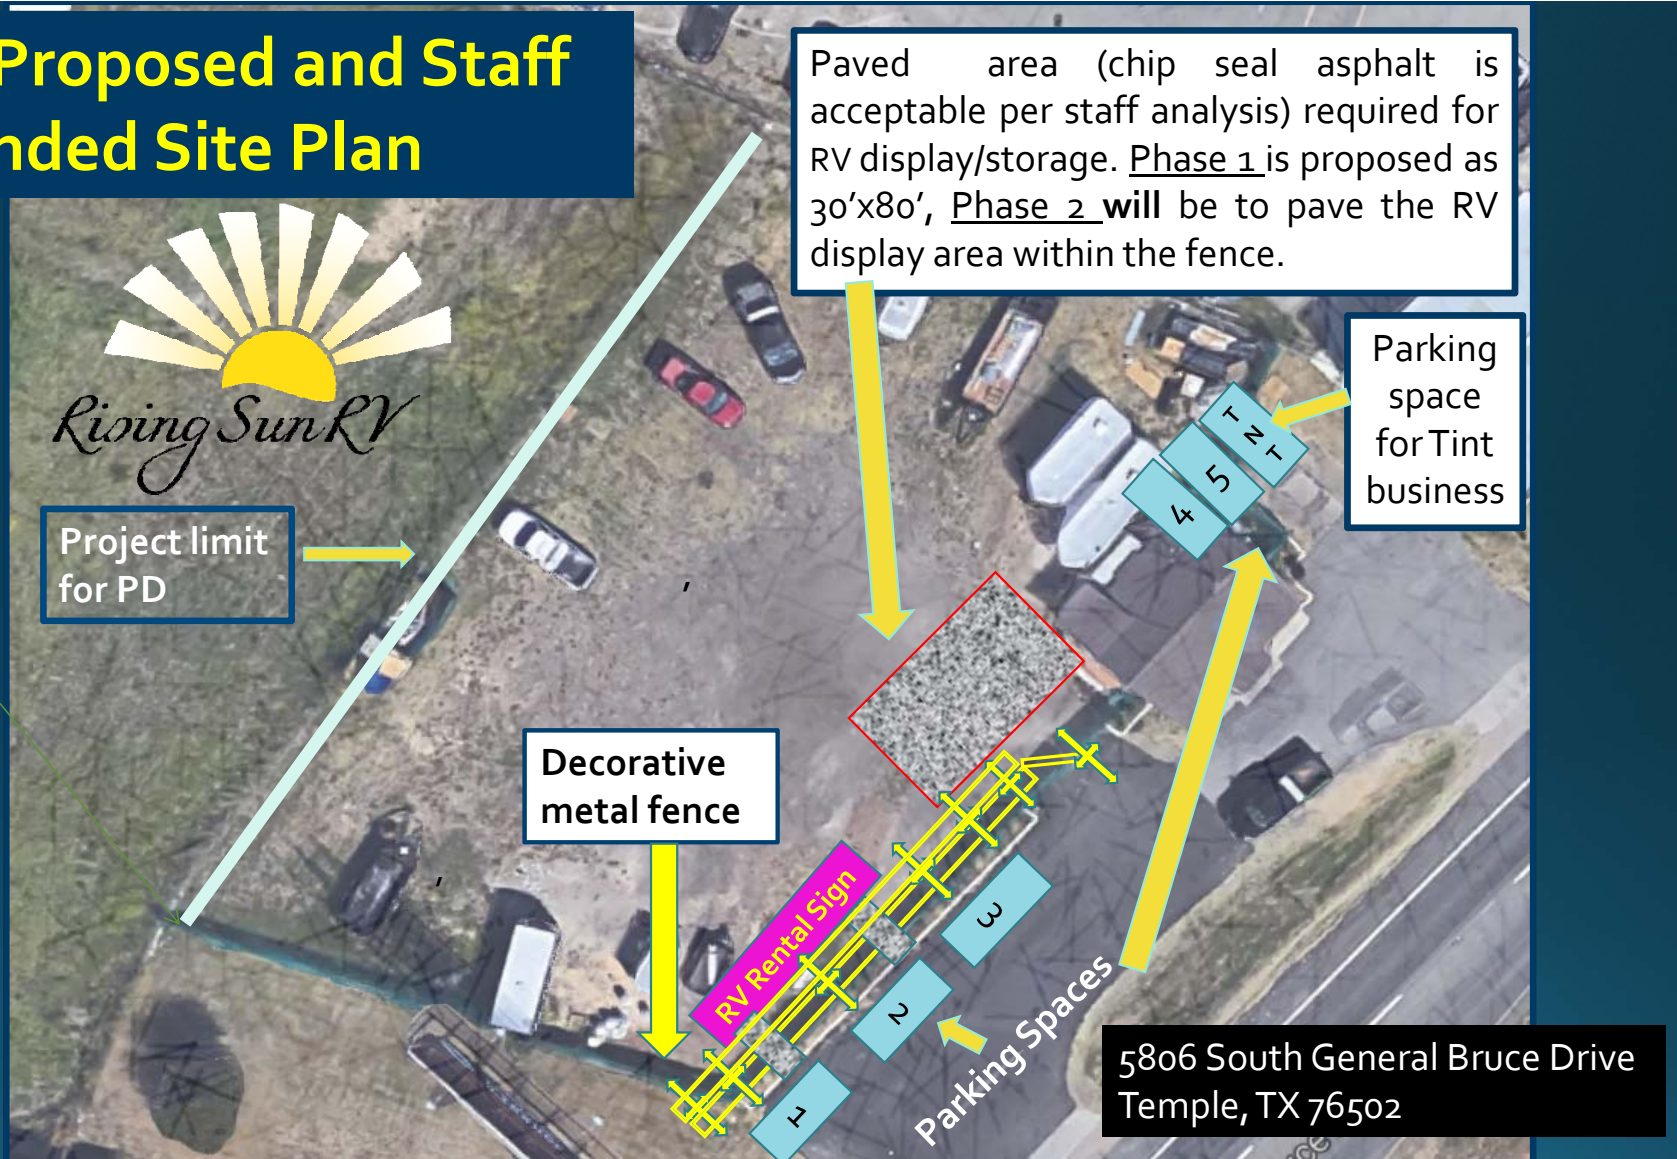 Proposed and Staff
nded Site Plan
Paved area (chip seal asphalt is
acceptable per staff analysis) required for
RV display/storage. Phase 1 is proposed as
30'x80', Phase 2 will be to pave the RV
display area within the fence.
Rising Sun RV
Parking
space
for Tint
business
TNT
5
4
Project limit
for PD
,
Decorative
metal fence
,
RV Rental Sign
3
2
1
Parking Spaces
5806 South General Bruce Drive
Temple, TX 76502